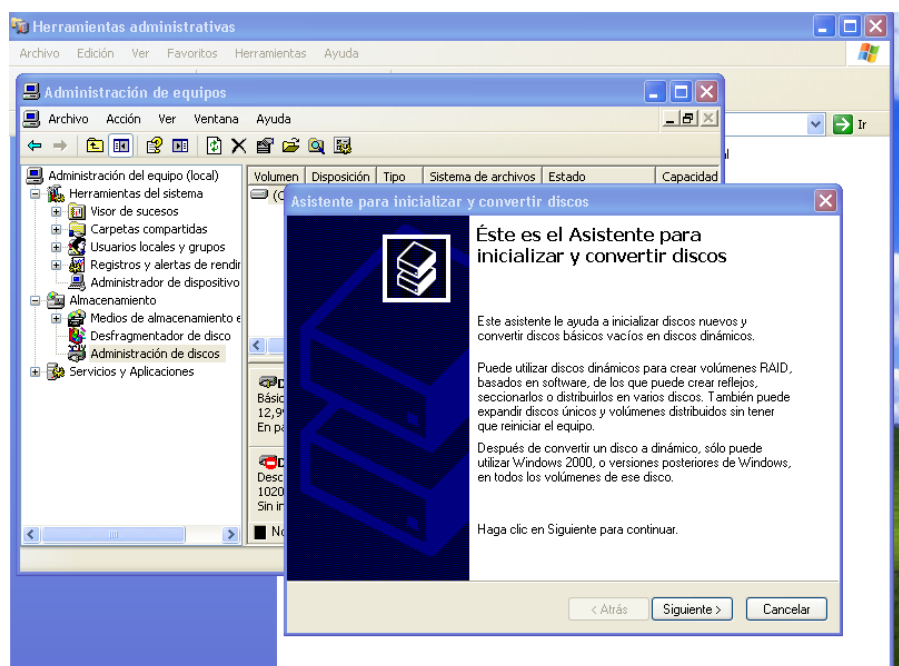 Herramientas administrativas
Archivo Edición Ver Favoritos Herramientas Ayuda
Ir
Administración de equipos
Archivo Acción Ver Ventana Ayuda
Administración del equipo (local)
Herramientas del sistema
Visor de sucesos
Carpetas compartidas
Usuarios locales y grupos
Registros y alertas de rendir
Administrador de dispositivo
Almacenamiento
Medios de almacenamiento e
Desfragmentador de disco
Administración de discos
Servicios y Aplicaciones
Volumen Disposición Tipo Sistema de archivos Estado Capacidad
(C
D
Básic
12,9
En pa
D
Desc
1020
Sin in
No
Asistente para inicializar y convertir discos
Éste es el Asistente para
inicializar y convertir discos
Este asistente le ayuda a inicializar discos nuevos y
convertir discos básicos vacíos en discos dinámicos.
Puede utilizar discos dinámicos para crear volúmenes RAID,
basados en software, de los que puede crear reflejos,
seccionarlos o distribuirlos en varios discos. También puede
expandir discos únicos y volúmenes distribuidos sin tener
que reiniciar el equipo.
Después de convertir un disco a dinámico, sólo puede
utilizar Windows 2000, o versiones posteriores de Windows,
en todos los volúmenes de ese disco.
Haga clic en Siguiente para continuar.
< Atrás Siguiente > Cancelar